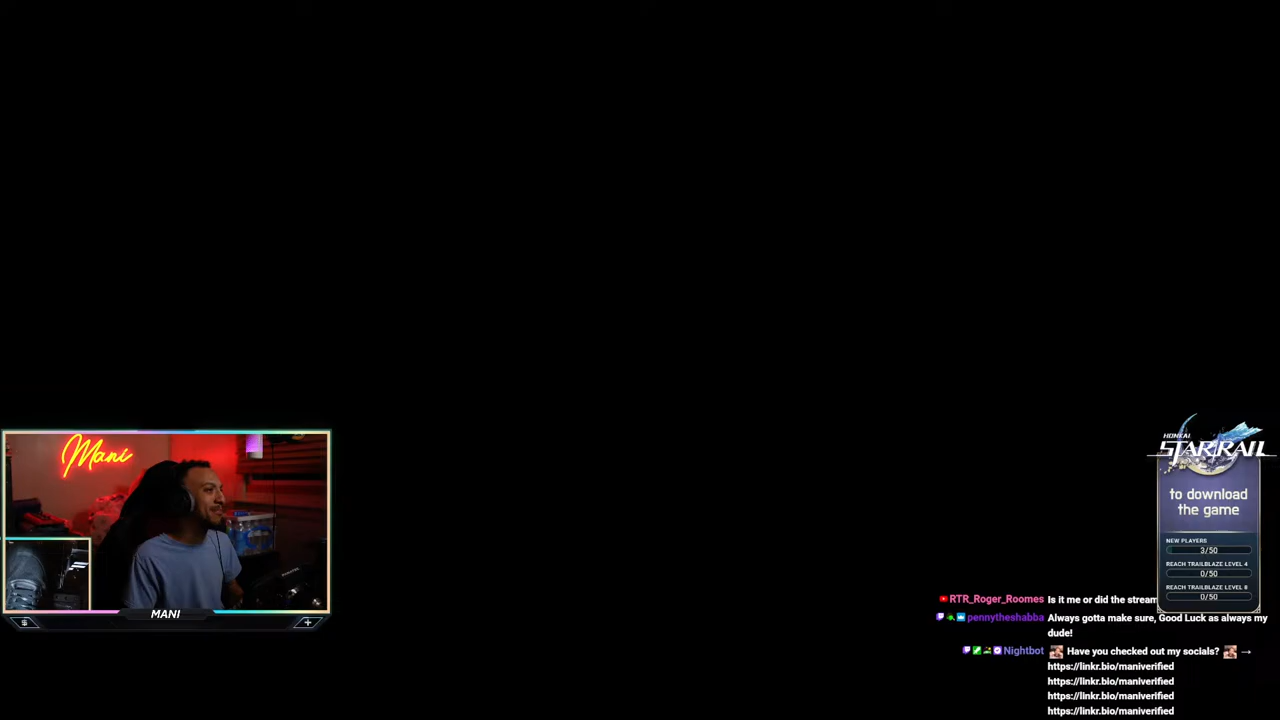 Mani
MANI
HONKAI
STAR RAIL
to download
the game
NEW PLAYERS
3/50
REACH TRAILBLAZE LEVEL 4
0/50
REACH TRAILBLAZE LEVEL 8
0/50
RTR_Roger_Roomes Is it me or did the stream
pennytheshabba Always gotta make sure, Good Luck as always my
dude!
Nightbot Have you checked out my socials? →
https://linkr.bio/maniverified
https://linkr.bio/maniverified
https://linkr.bio/maniverified
https://linkr.bio/maniverified